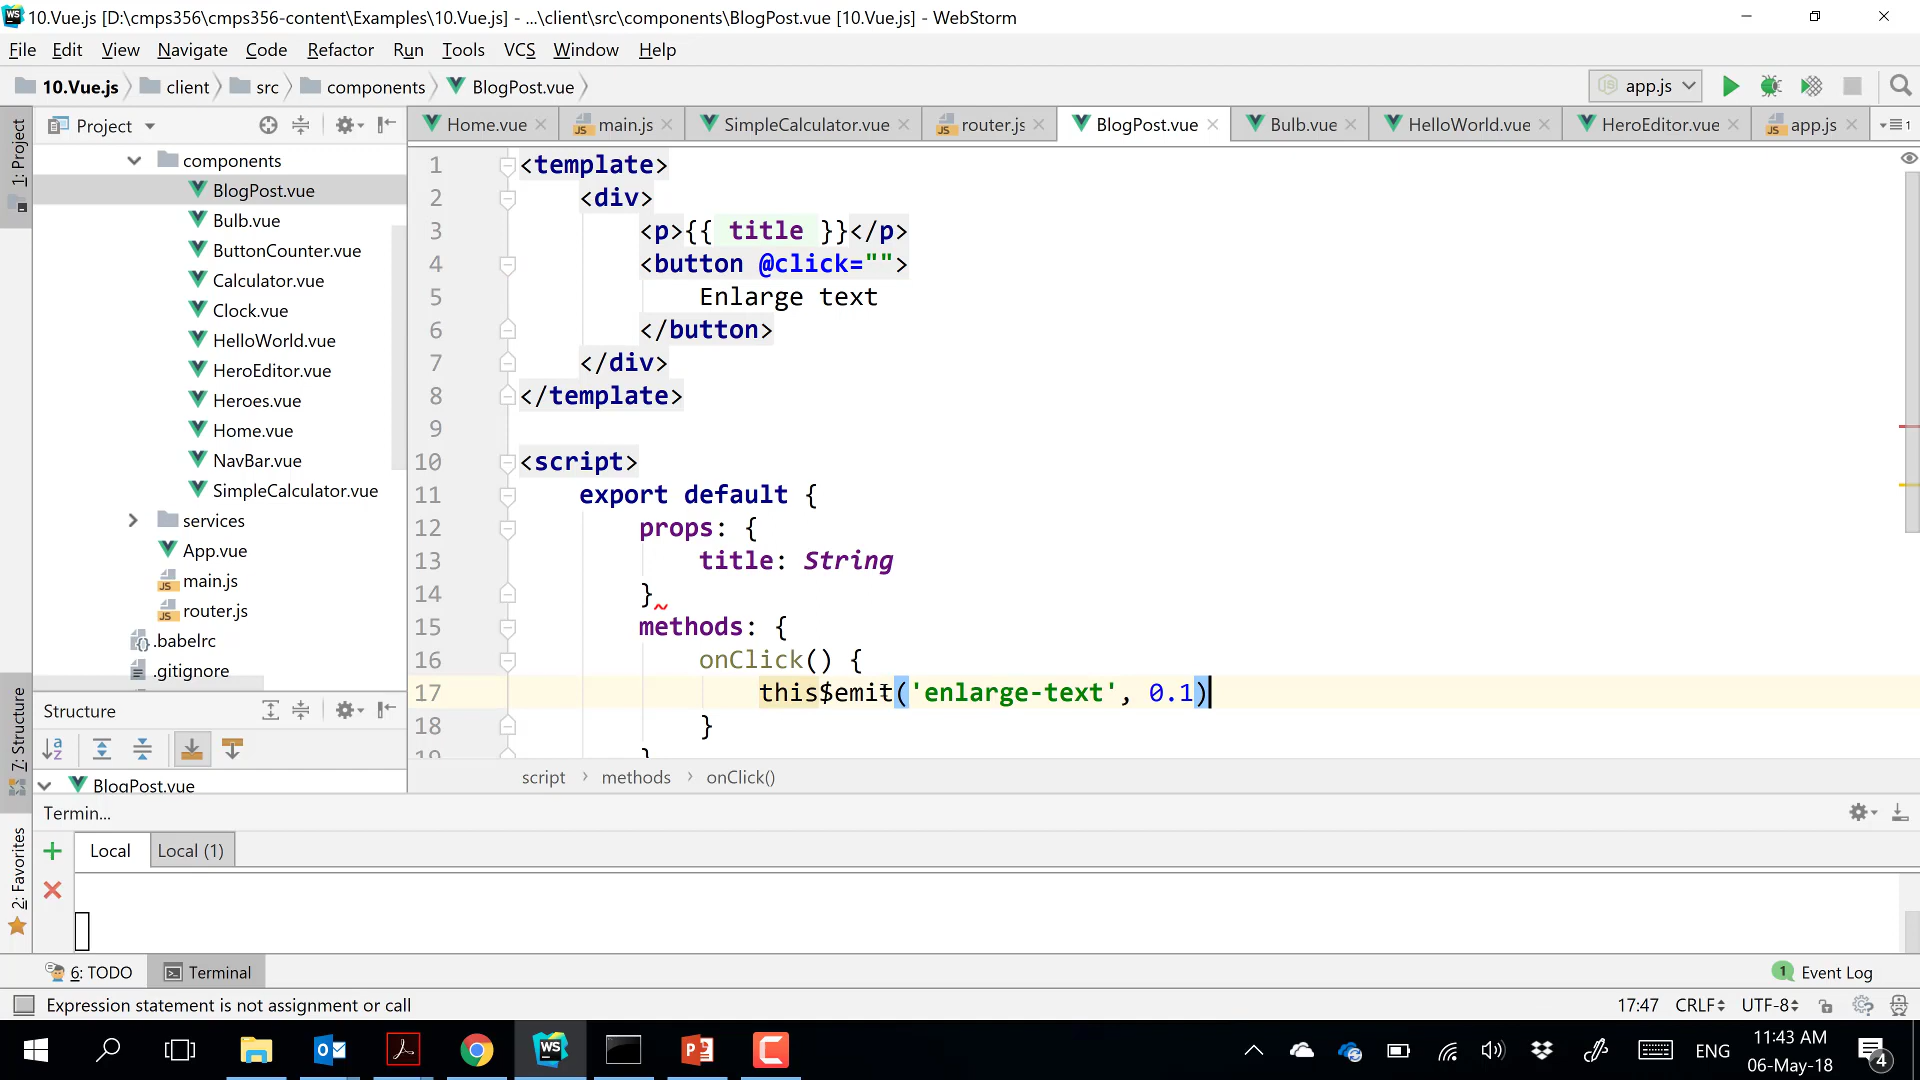 10.Vue.js [D:\cmps356\cmps356-content\Examples\10.Vue.js] - ...\client\src\components\BlogPost.vue [10.Vue.js] - WebStorm
File Edit View Navigate Code Refactor Run Tools VCS Window Help
10.Vue.js client src components BlogPost.vue app.js
1: Project
Project
Home.vue main.js SimpleCalculator.vue router.js BlogPost.vue Bulb.vue HelloWorld.vue HeroEditor.vue app.js 1
components
BlogPost.vue
Bulb.vue
ButtonCounter.vue
Calculator.vue
Clock.vue
HelloWorld.vue
HeroEditor.vue
Heroes.vue
Home.vue
NavBar.vue
SimpleCalculator.vue
services
App.vue
main.js
router.js
.babelrc
.gitignore
1 <template>
2 <div>
3 <p>{{ title }}</p>
4 <button @click="">
5 Enlarge text
6 </button>
7 </div>
8 </template>
9
10 <script>
11 export default {
12 props: {
13 title: String
14 }
15 methods: {
16 onClick() {
17 this$emit('enlarge-text', 0.1)
18 }
19 }
script › methods › onClick()
7: Structure
Structure
BlogPost.vue
2: Favorites
Termin...
Local Local (1)
6: TODO Terminal 1 Event Log
Expression statement is not assignment or call 17:47 CRLF UTF-8
ENG 11:43 AM
06-May-18 4